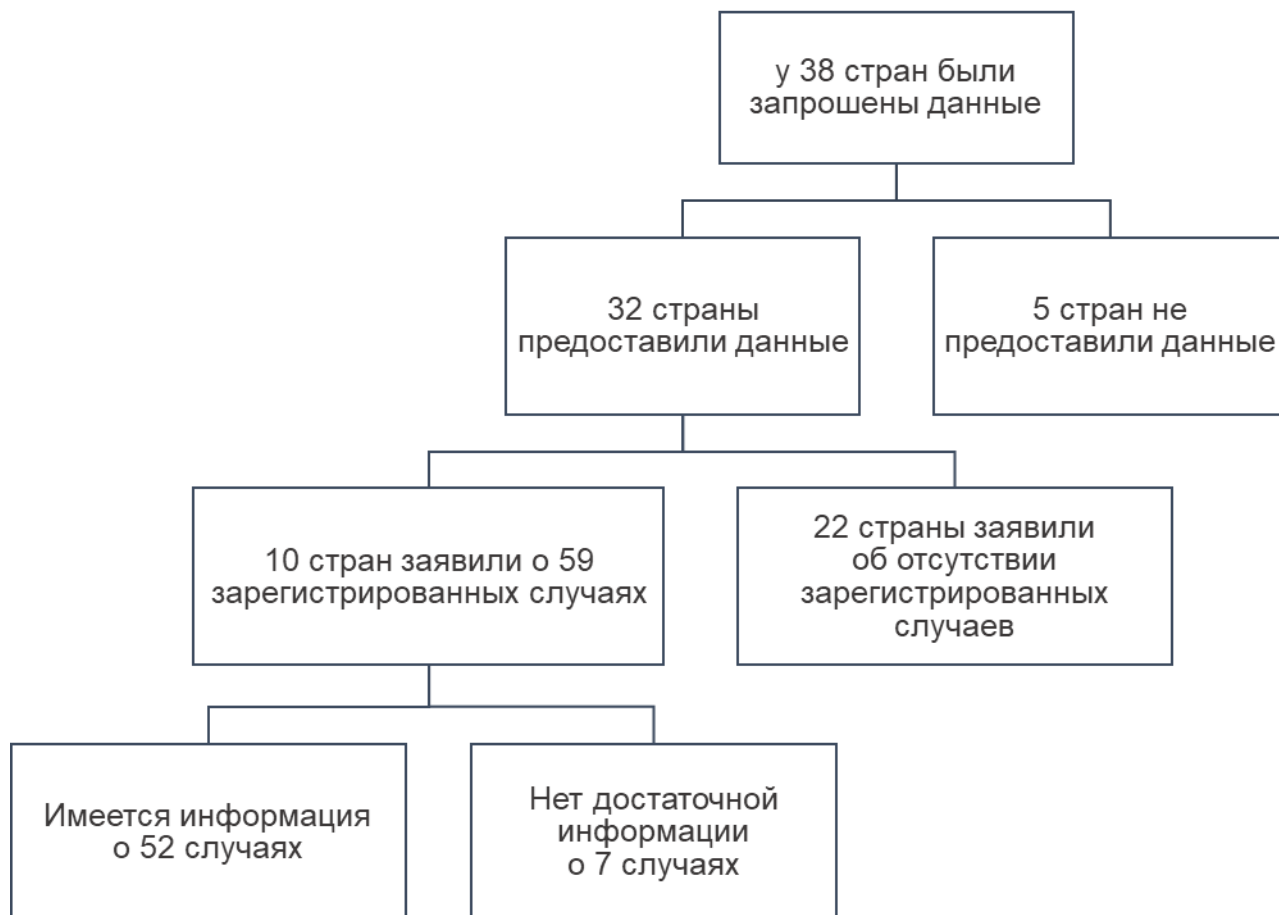 у 38 стран были
запрошены данные
32 страны
предоставили данные
5 стран не
предоставили данные
10 стран заявили о 59
зарегистрированных случаях
22 страны заявили
об отсутствии
зарегистрированных
случаев
Имеется информация
о 52 случаях
Нет достаточной
информации
о 7 случаях